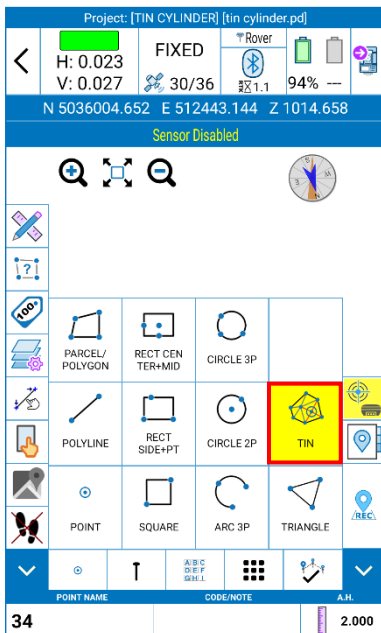 Project: [TIN CYLINDER] [tin cylinder.pd]
H: 0.023
V: 0.027
FIXED
30/36
Rover
1.1
94%
---
N 5036004.652 E 512443.144 Z 1014.658
Sensor Disabled
N
?
100
PARCEL/
POLYGON
RECT CEN
TER+MID
CIRCLE 3P
POLYLINE
RECT
SIDE+PT
CIRCLE 2P
TIN
POINT
SQUARE
ARC 3P
TRIANGLE
REC
A B C
D E F
G H I
POINT NAME
CODE/NOTE
A.H.
34
2.000